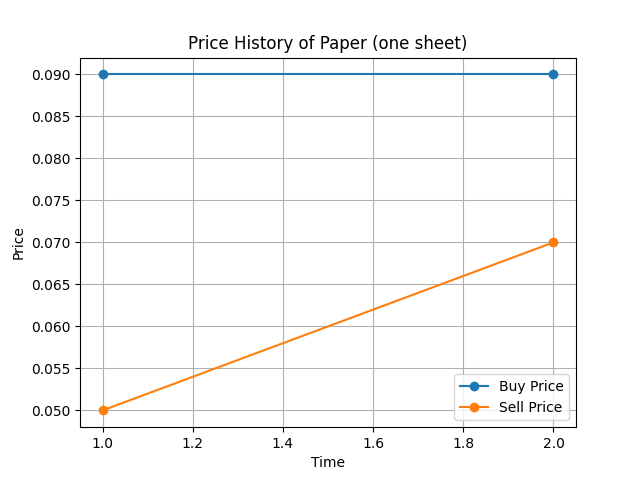 Price History of Paper (one sheet)
Price
0.090
0.085
0.080
0.075
0.070
0.065
0.060
0.055
0.050
1.0 1.2 1.4 1.6 1.8 2.0
Time
Buy Price
Sell Price